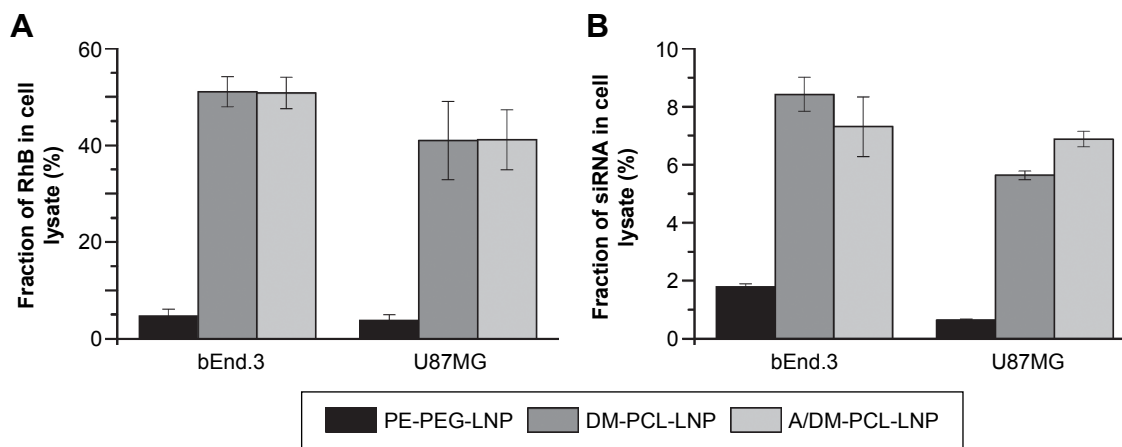 A
Fraction of RhB in cell
lysate (%)
60
40
20
0
bEnd.3 U87MG
B
Fraction of siRNA in cell
lysate (%)
10
8
6
4
2
0
bEnd.3 U87MG
PE-PEG-LNP DM-PCL-LNP A/DM-PCL-LNP